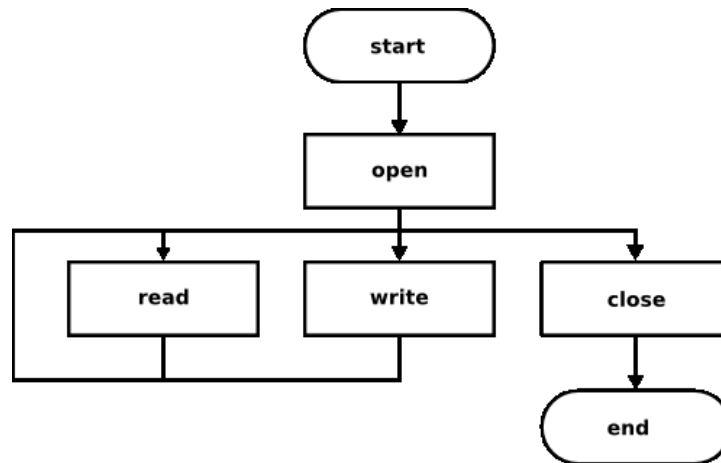 start
open
read
write
close
end